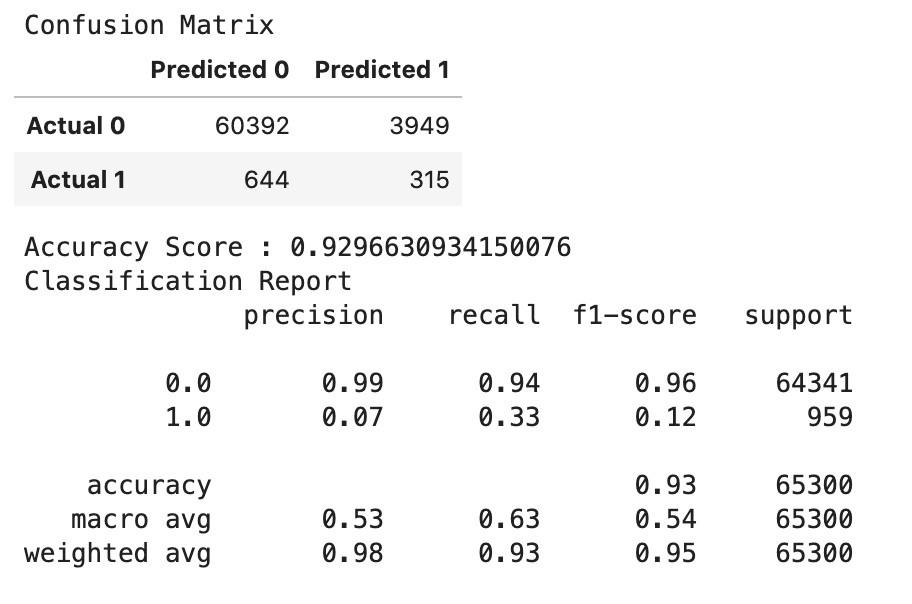 Confusion Matrix
Predicted 0 Predicted 1
Actual 0 60392 3949
Actual 1 644 315
Accuracy Score : 0.9296630934150076
Classification Report
precision recall f1-score support
0.0 0.99 0.94 0.96 64341
1.0 0.07 0.33 0.12 959
accuracy 0.93 65300
macro avg 0.53 0.63 0.54 65300
weighted avg 0.98 0.93 0.95 65300